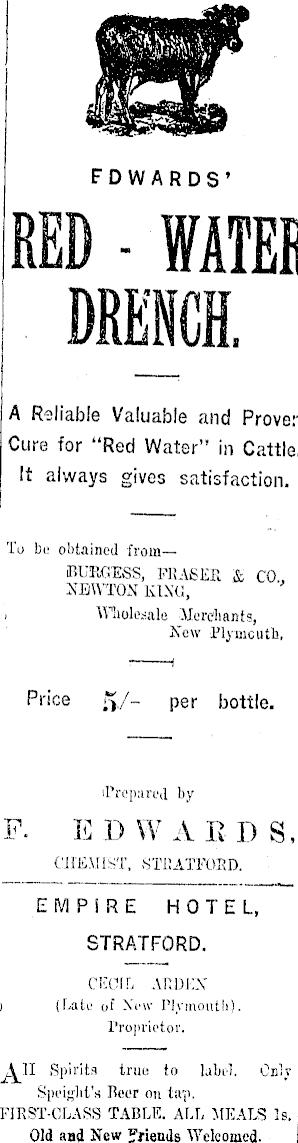 EDWARDS'
RED - WATER
DRENCH.
A Reliable Valuable and Proven
Cure for "Red Water" in Cattle.
It always gives satisfaction.
To be obtained from—
BURGESS, FRASER & CO.,
NEWTON KING,
Wholesale Merchants,
New Plymouth.
Price 5/- per bottle.
Prepared by
F. EDWARDS,
CHEMIST, STRATFORD.
EMPIRE HOTEL,
STRATFORD.
CECIL ARDEN
(Late of New Plymouth).
Proprietor.
All Spirits true to label. Only
Speight's Beer on tap.
FIRST-CLASS TABLE. ALL MEALS 1s.
Old and New Friends Welcomed.